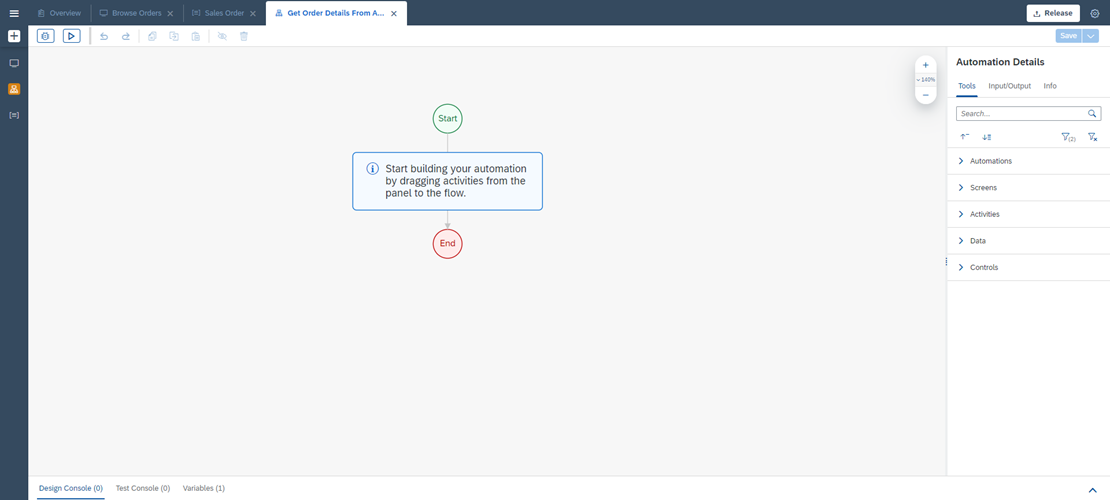 Overview
Browse Orders
Sales Order
Get Order Details From A...
Release
Save
Start
Start building your automation
by dragging activities from the
panel to the flow.
End
140%
Automation Details
Tools
Input/Output
Info
Search...
(2)
Automations
Screens
Activities
Data
Controls
Design Console (0)
Test Console (0)
Variables (1)